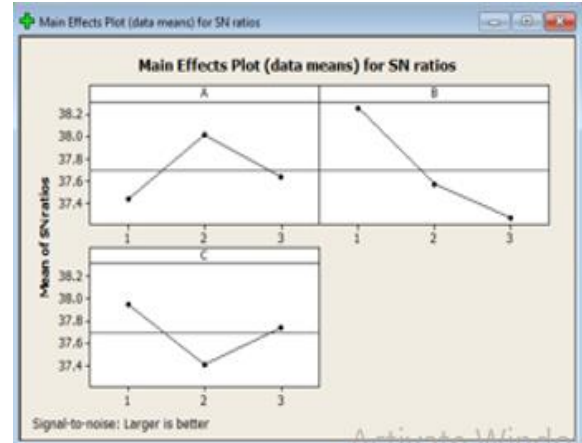 Main Effects Plot (data means) for SN ratios
Main Effects Plot (data means) for SN ratios
A
B
38.2
38.0
37.8
37.6
37.4
1
2
3
1
2
3
Mean of SN ratios
C
38.2
38.0
37.8
37.6
37.4
1
2
3
Signal-to-noise: Larger is better